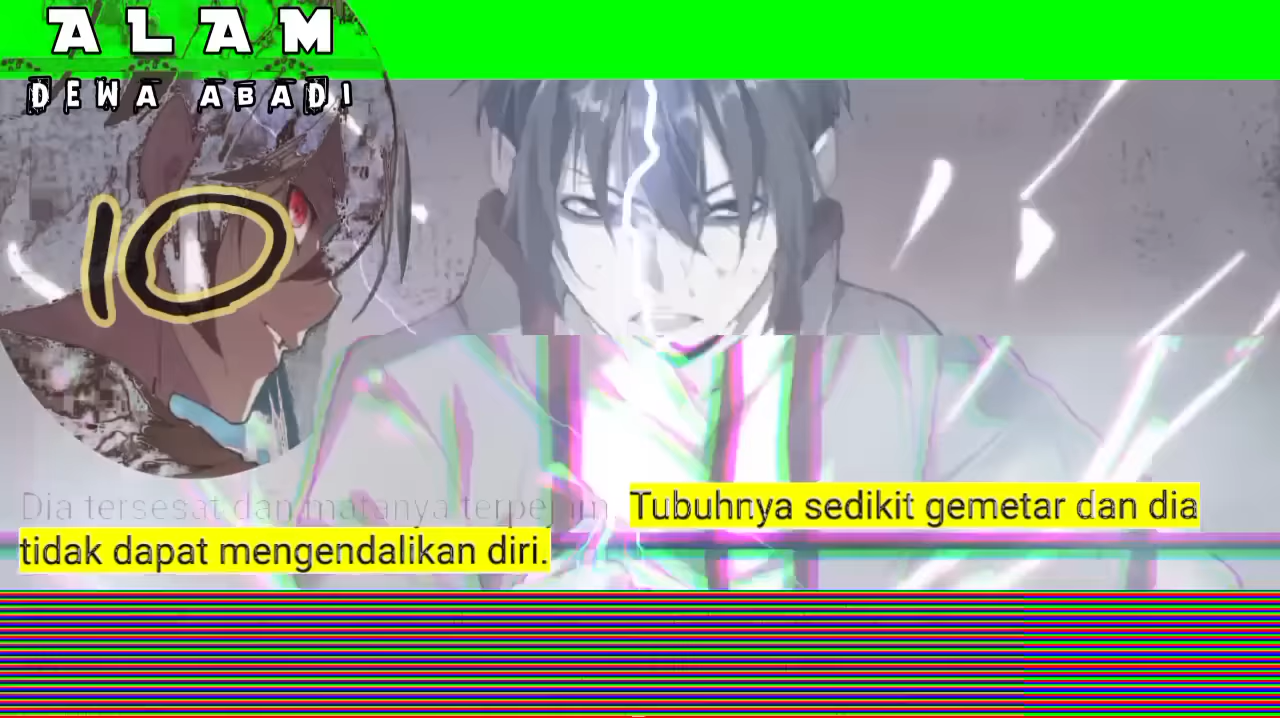 ALAM
DEWA ABADI
10
Dia tersesat dan matanya terpejam. Tubuhnya sedikit gemetar dan dia
tidak dapat mengendalikan diri.